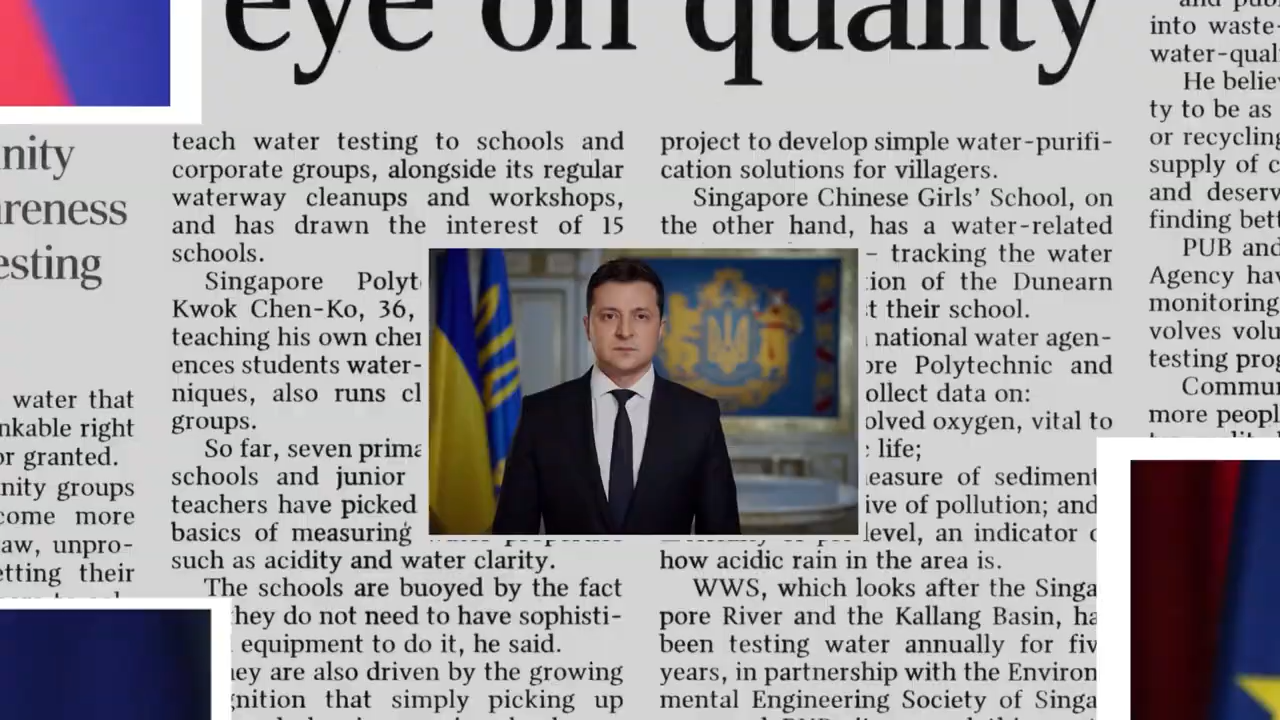 eye on quality
nity
areness
esting
water that
nkable right
or granted.
nity groups
come more
aw, unpro-
etting their
teach water testing to schools and
corporate groups, alongside its regular
waterway cleanups and workshops,
and has drawn the interest of 15
schools.
Singapore Polyt
Kwok Chen-Ko, 36,
teaching his own che
ences students water-
niques, also runs cl
groups.
So far, seven prima
schools and junior
teachers have picked
basics of measuring water properties
such as acidity and water clarity.
The schools are buoyed by the fact
they do not need to have sophisti-
equipment to do it, he said.
hey are also driven by the growing
gnition that simply picking up
project to develop simple water-purifi-
cation solutions for villagers.
Singapore Chinese Girls' School, on
the other hand, has a water-related
– tracking the water
tion of the Dunearn
t their school.
national water agen-
ore Polytechnic and
ollect data on:
olved oxygen, vital to
life;
easure of sediment
ive of pollution; and
level, an indicator o
how acidic rain in the area is.
WWS, which looks after the Singa
pore River and the Kallang Basin, ha
been testing water annually for fiv
years, in partnership with the Environ
mental Engineering Society of Singa
and pub
into waste-
water-qual
He believ
ty to be as
or recycling
supply of c
and deserv
finding bett
PUB and
Agency hav
monitoring
volves volu
testing prog
Commun
more peopl